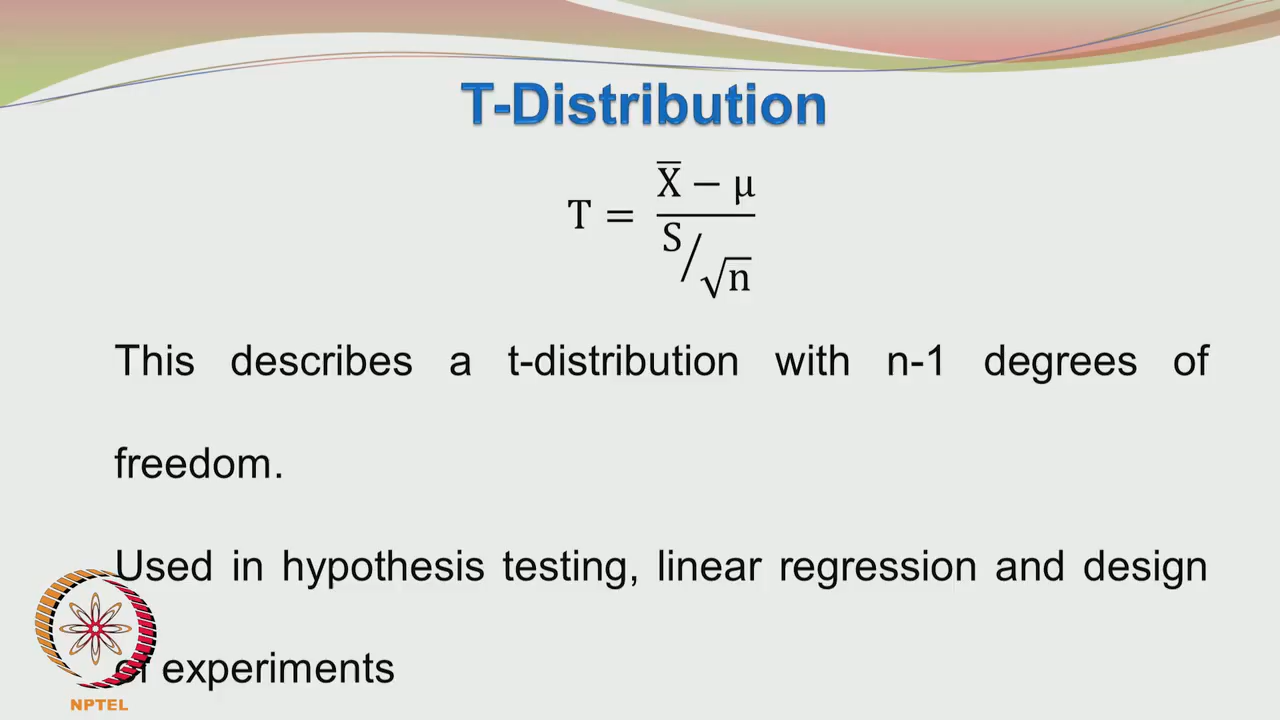 T-Distribution
T = X̅ − μ / S/√n
This describes a t-distribution with n-1 degrees of
freedom.
Used in hypothesis testing, linear regression and design
of experiments
NPTEL